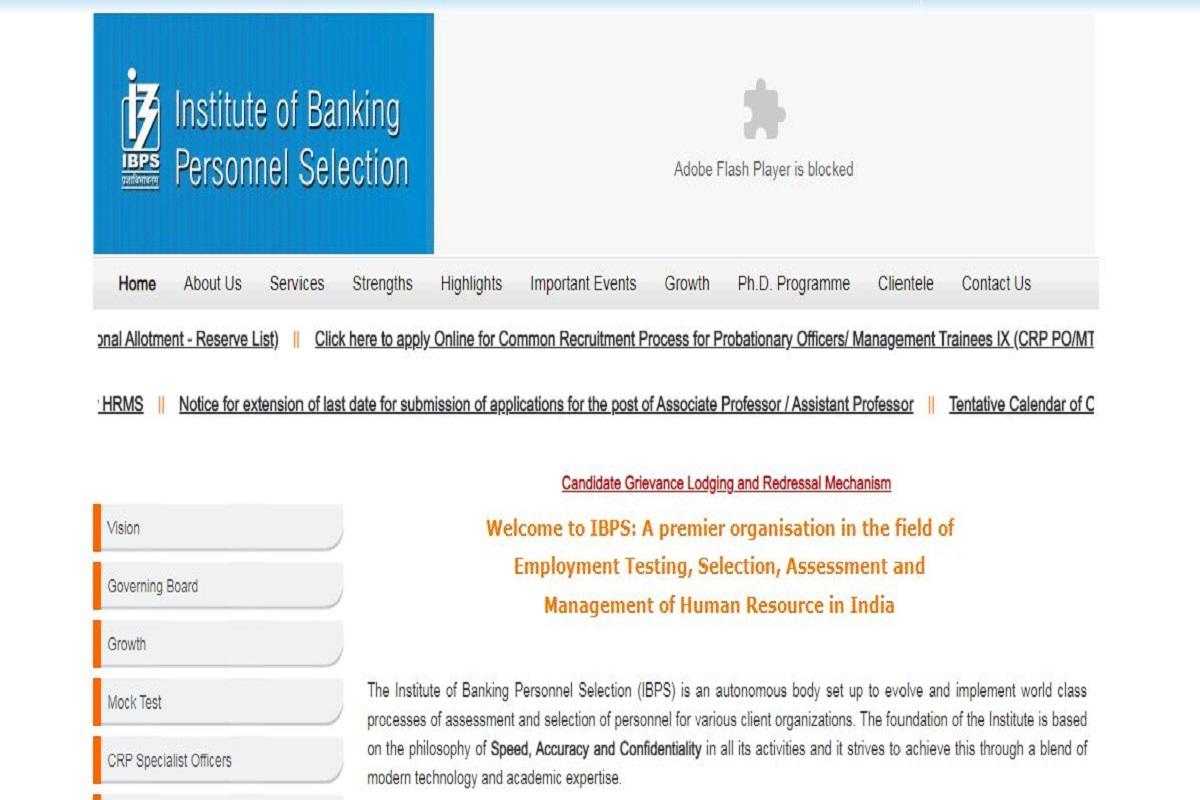 Institute of Banking
Personnel Selection
IBPS
Adobe Flash Player is blocked
Home About Us Services Strengths Highlights Important Events Growth Ph.D. Programme Clientele Contact Us
onal Allotment - Reserve List) || Click here to apply Online for Common Recruitment Process for Probationary Officers/ Management Trainees IX (CRP PO/MT
HRMS || Notice for extension of last date for submission of applications for the post of Associate Professor / Assistant Professor || Tentative Calendar of
Candidate Grievance Lodging and Redressal Mechanism
Welcome to IBPS: A premier organisation in the field of
Employment Testing, Selection, Assessment and
Management of Human Resource in India
Vision
Governing Board
Growth
Mock Test
CRP Specialist Officers
The Institute of Banking Personnel Selection (IBPS) is an autonomous body set up to evolve and implement world class
processes of assessment and selection of personnel for various client organizations. The foundation of the Institute is based
on the philosophy of Speed, Accuracy and Confidentiality in all its activities and it strives to achieve this through a blend of
modern technology and academic expertise.